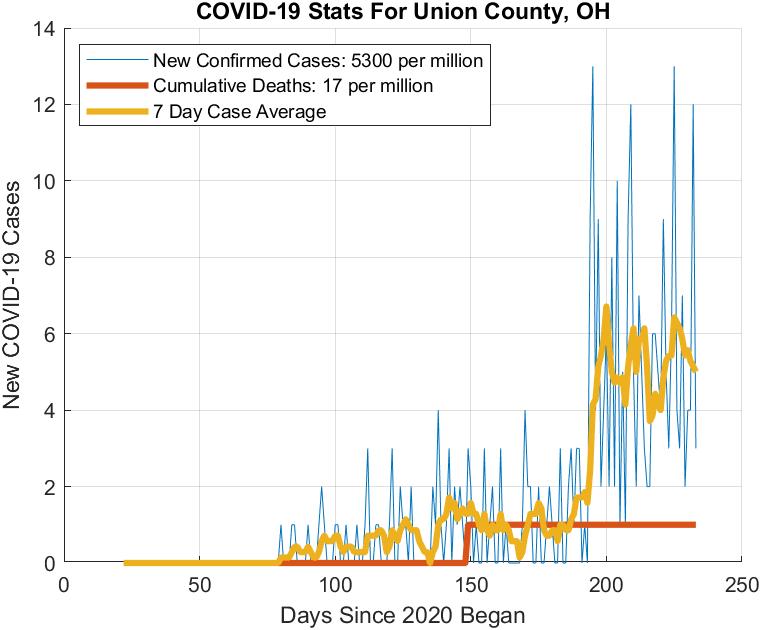 COVID-19 Stats For Union County, OH
New Confirmed Cases: 5300 per million
Cumulative Deaths: 17 per million
7 Day Case Average
New COVID-19 Cases
14
12
10
8
6
4
2
0
0 50 100 150 200 250
Days Since 2020 Began